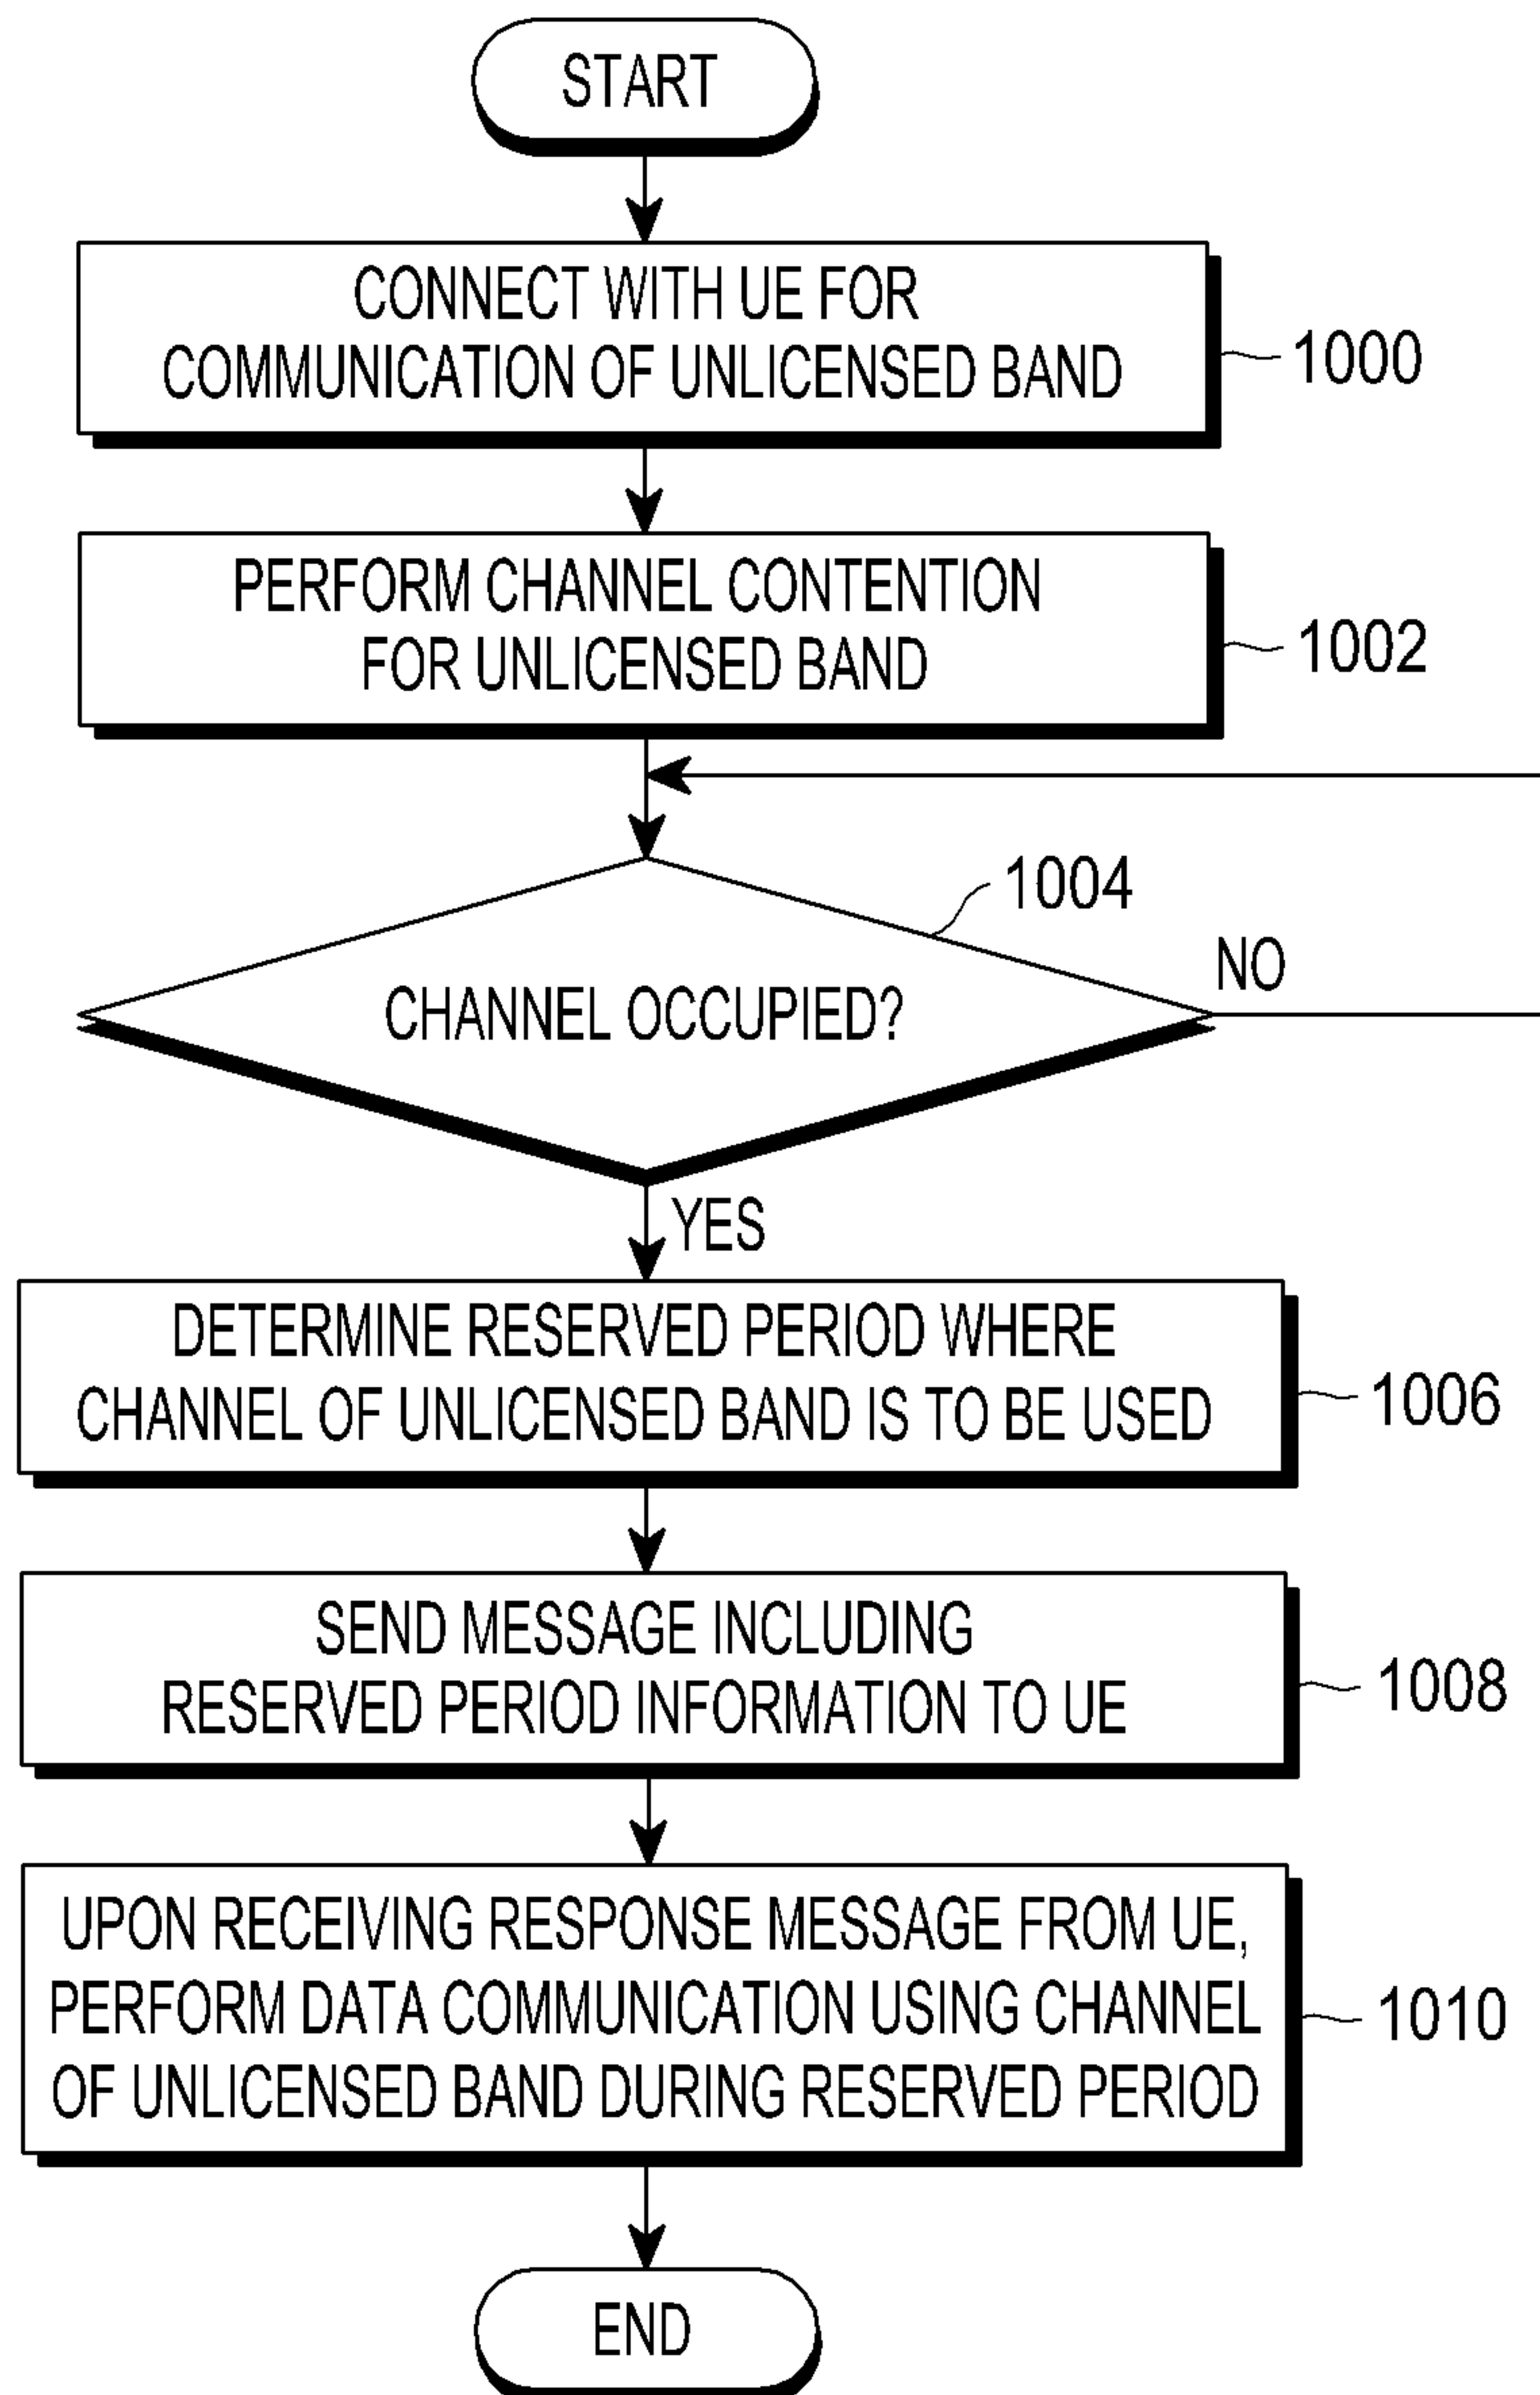 START
CONNECT WITH UE FOR
COMMUNICATION OF UNLICENSED BAND
1000
PERFORM CHANNEL CONTENTION
FOR UNLICENSED BAND
1002
1004
CHANNEL OCCUPIED?
NO
YES
DETERMINE RESERVED PERIOD WHERE
CHANNEL OF UNLICENSED BAND IS TO BE USED
1006
SEND MESSAGE INCLUDING
RESERVED PERIOD INFORMATION TO UE
1008
UPON RECEIVING RESPONSE MESSAGE FROM UE,
PERFORM DATA COMMUNICATION USING CHANNEL
OF UNLICENSED BAND DURING RESERVED PERIOD
1010
END